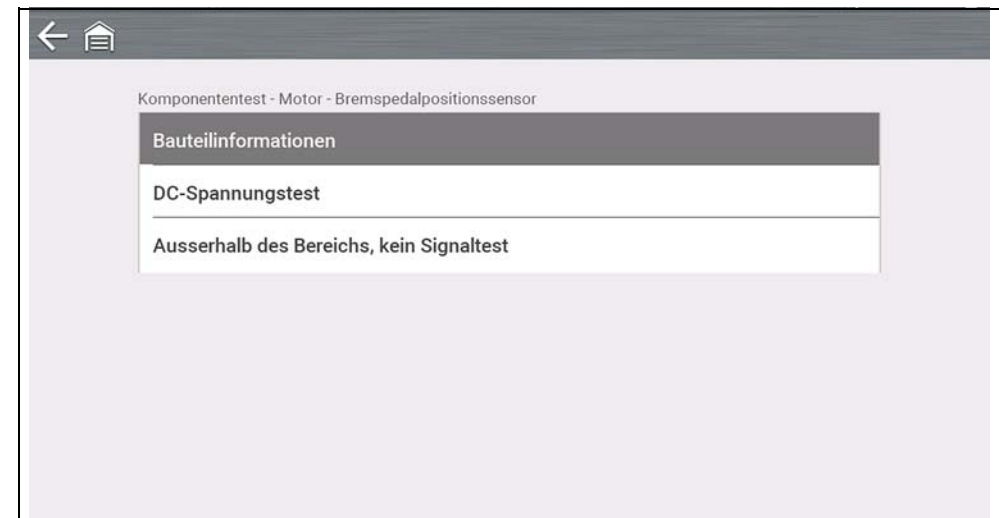 Komponententest - Motor - Bremspedalpositionssensor
Bauteilinformationen
DC-Spannungstest
Ausserhalb des Bereichs, kein Signaltest